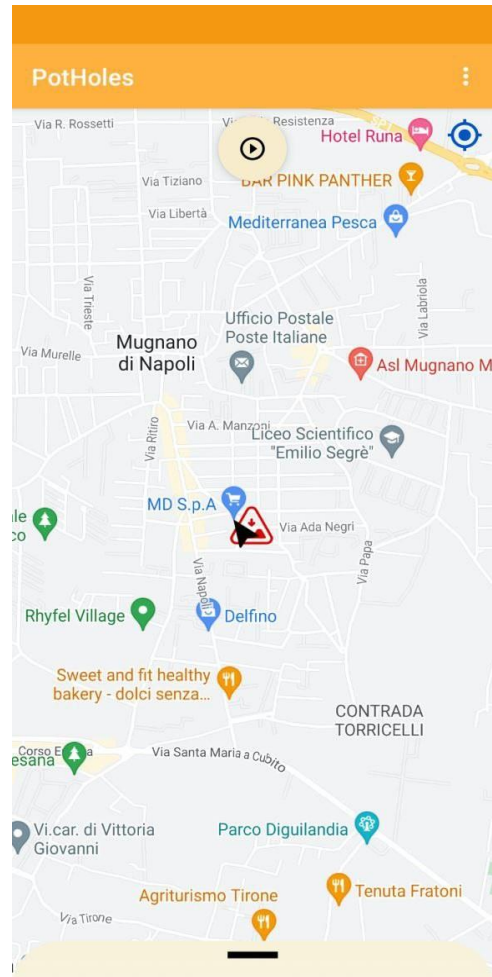 PotHoles
Via R. Rossetti
Resistenza
Hotel Runa
SP1
Via Tiziano
BAR PINK PANTHER
Via Libertà
Mediterranea Pesca
Via Trieste
Via Labriola
Ufficio Postale
Poste Italiane
Mugnano
di Napoli
Via Murelle
Asl Mugnano M
Via Ritiro
Via A. Manzoni
Liceo Scientifico
"Emilio Segrè"
MD S.p.A
le
co
Via Ada Negri
Via Papa
Via Napoli
Rhyfel Village
Delfino
Sweet and fit healthy
bakery - dolci senza...
CONTRADA
TORRICELLI
Corso E
esana
Via Santa Maria a Cubito
Vi.car. di Vittoria
Giovanni
Parco Diguilandia
Agriturismo Tirone
Tenuta Fratoni
Via Tirone